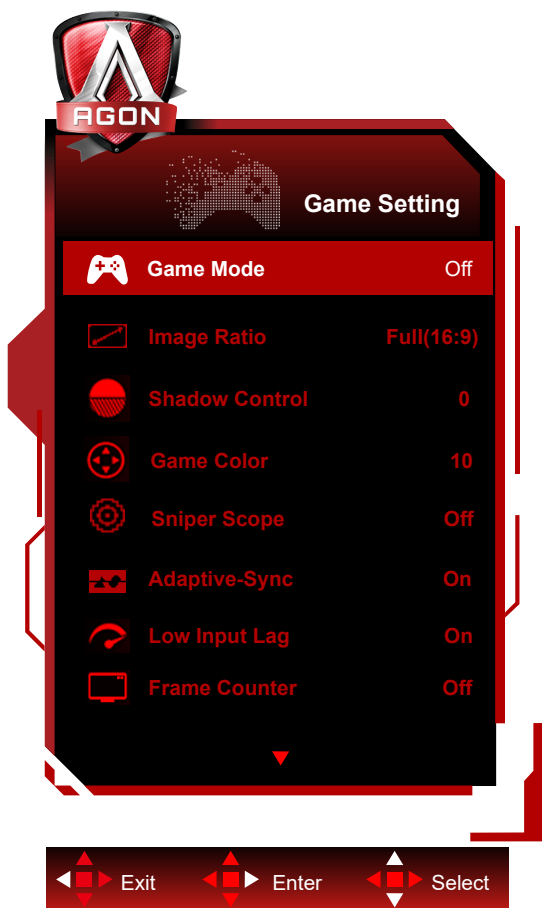 AGON
Game Setting
Game Mode Off
Image Ratio Full(16:9)
Shadow Control 0
Game Color 10
Sniper Scope Off
Adaptive-Sync On
Low Input Lag On
Frame Counter Off
Exit Enter Select